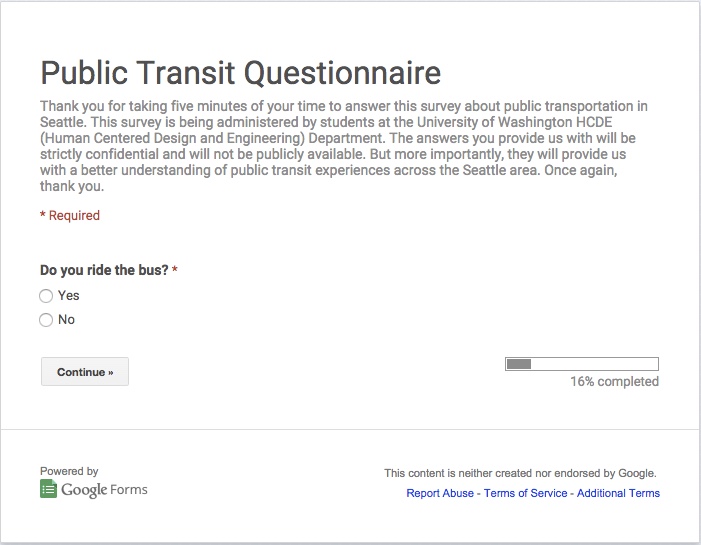 Public Transit Questionnaire
Thank you for taking five minutes of your time to answer this survey about public transportation in
Seattle. This survey is being administered by students at the University of Washington HCDE
(Human Centered Design and Engineering) Department. The answers you provide us with will be
strictly confidential and will not be publicly available. But more importantly, they will provide us
with a better understanding of public transit experiences across the Seattle area. Once again,
thank you.
* Required
Do you ride the bus? *
Yes
No
Continue »
16% completed
Powered by
Google Forms
This content is neither created nor endorsed by Google.
Report Abuse - Terms of Service - Additional Terms